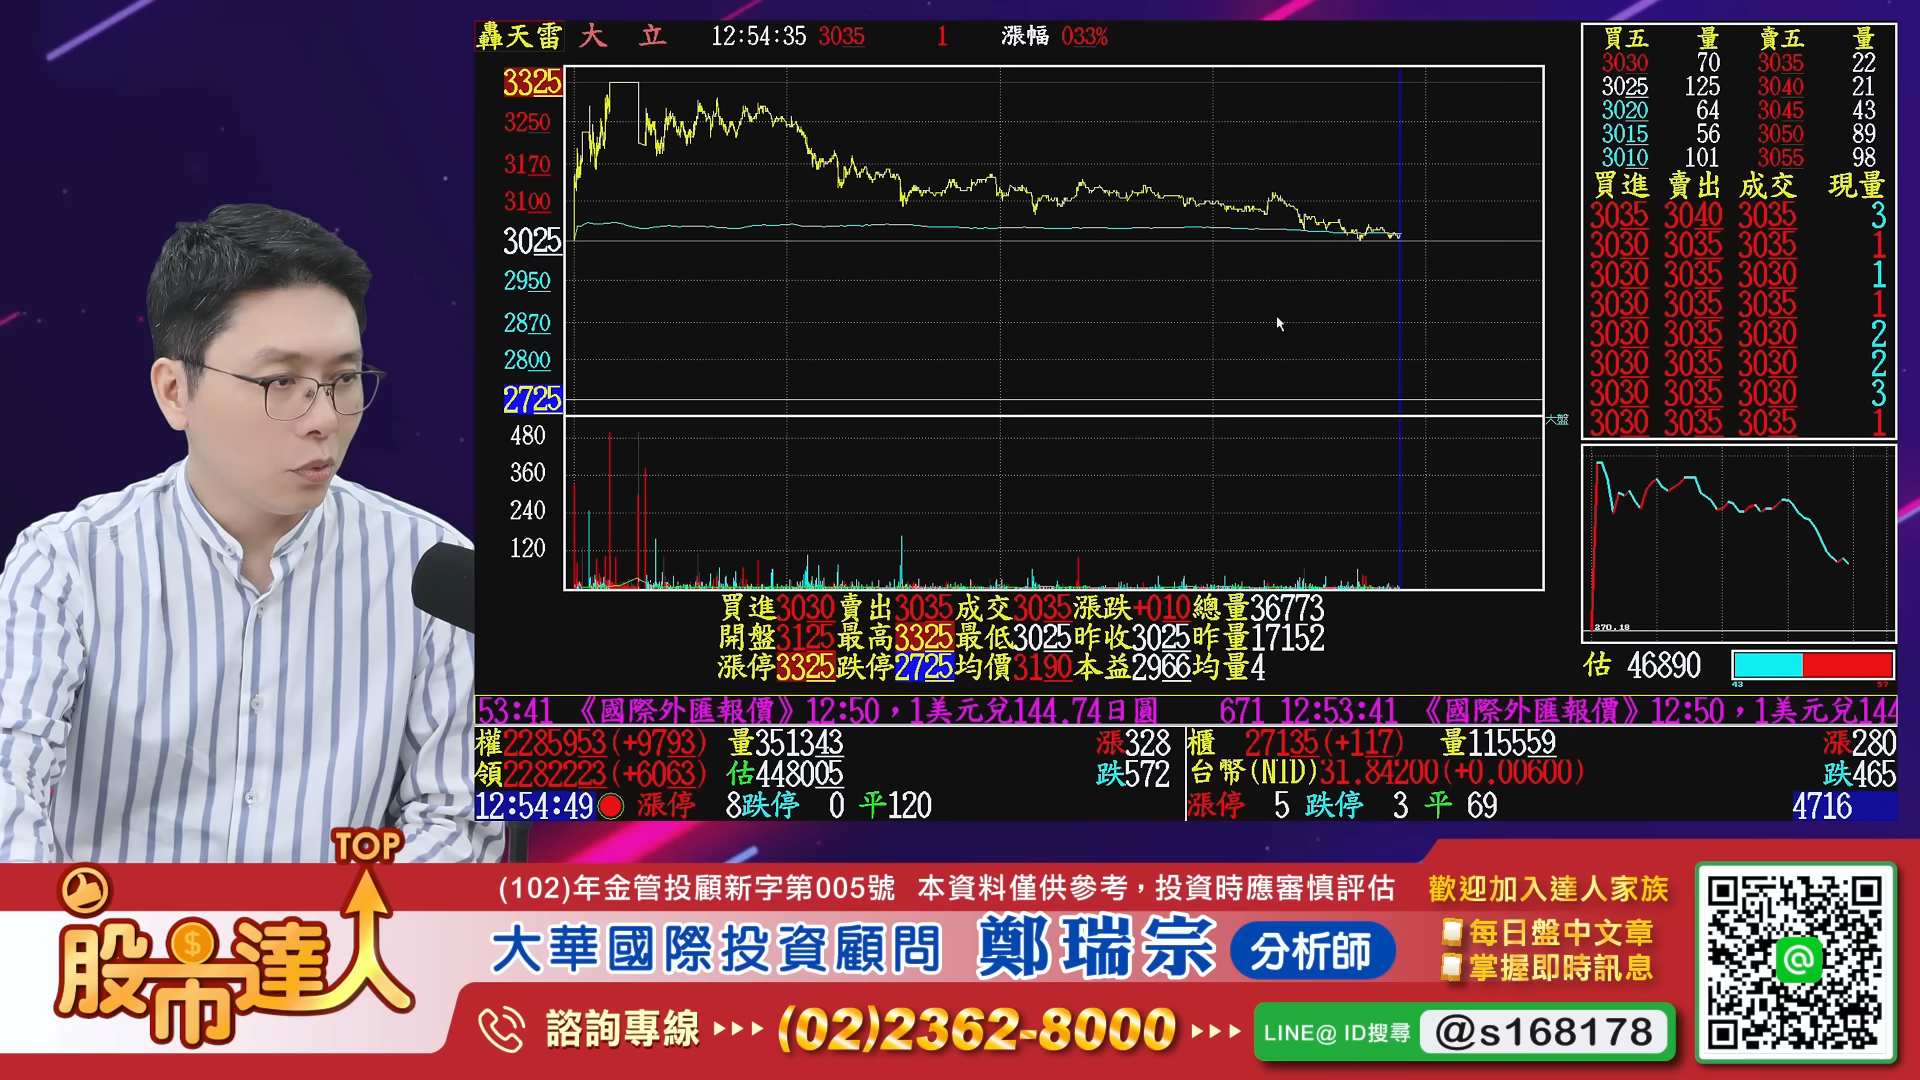 轟天雷 大 立 12:54:35 3035 1 漲幅 033%
3325
3250
3170
3100
3025
2950
2870
2800
2725
480
360
240
120
大盤
買五 量 賣五 量
3030 70 3035 22
3025 125 3040 21
3020 64 3045 43
3015 56 3050 89
3010 101 3055 98
買進 賣出 成交 現量
3035 3040 3035 3
3030 3035 3035 1
3030 3035 3030 1
3030 3035 3035 1
3030 3035 3030 2
3030 3035 3030 2
3030 3035 3030 3
3030 3035 3035 1
270.18
估 46890
43 57
買進3030賣出3035成交3035漲跌+010總量36773
開盤3125最高3325最低3025昨收3025昨量17152
漲停3325跌停2725均價3190本益2966均量4
53:41 《國際外匯報價》12:50,1美元兌144.74日圓 671 12:53:41 《國際外匯報價》12:50,1美元兌144
權2285953(+9793) 量351343 漲328
領2282223(+6063) 估448005 跌572
12:54:49 漲停 8跌停 0 平120
櫃 27135(+117) 量115559 漲280
台幣(NTD)31.84200(+0.00600) 跌465
漲停 5 跌停 3 平 69 4716
TOP
股市達人
(102)年金管投顧新字第005號 本資料僅供參考,投資時應審慎評估
大華國際投資顧問 鄭瑞宗 分析師
諮詢專線 (02)2362-8000
歡迎加入達人家族
每日盤中文章
掌握即時訊息
LINE@ ID搜尋 @s168178
@